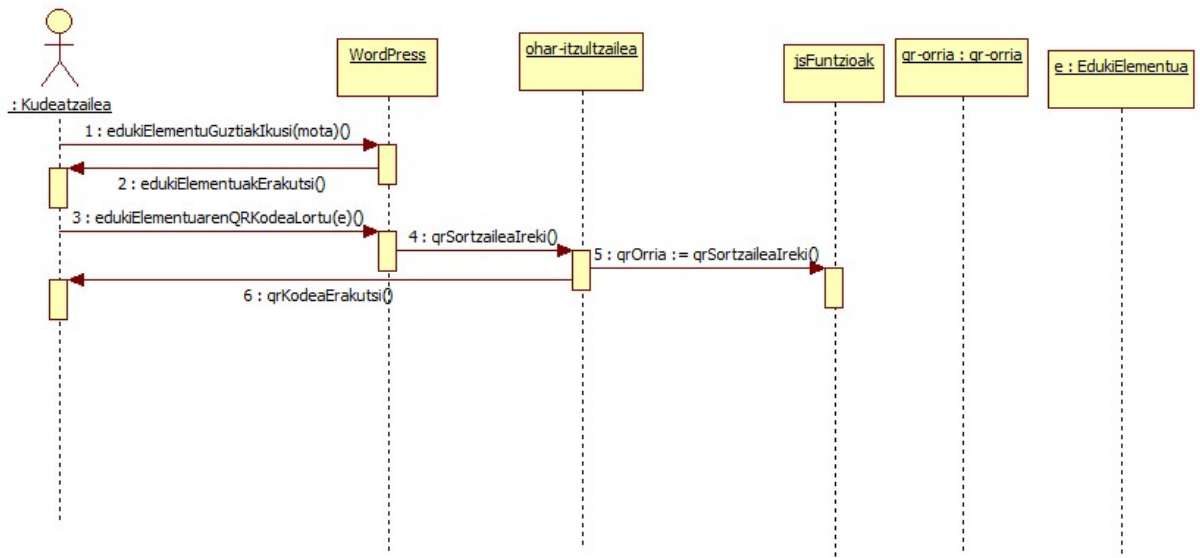 : Kudeatzailea
WordPress
ohar-itzultzailea
jsFuntzioak
qr-orria : qr-orria
e : EdukiElementua
1 : edukiElementuGuztiakIkusi(mota)()
2 : edukiElementuakErakutsi()
3 : edukiElementuarenQRKodeaLortu(e)()
4 : qrSortzaileaIreki()
5 : qrOrria := qrSortzaileaIreki()
6 : qrKodeaErakutsi()